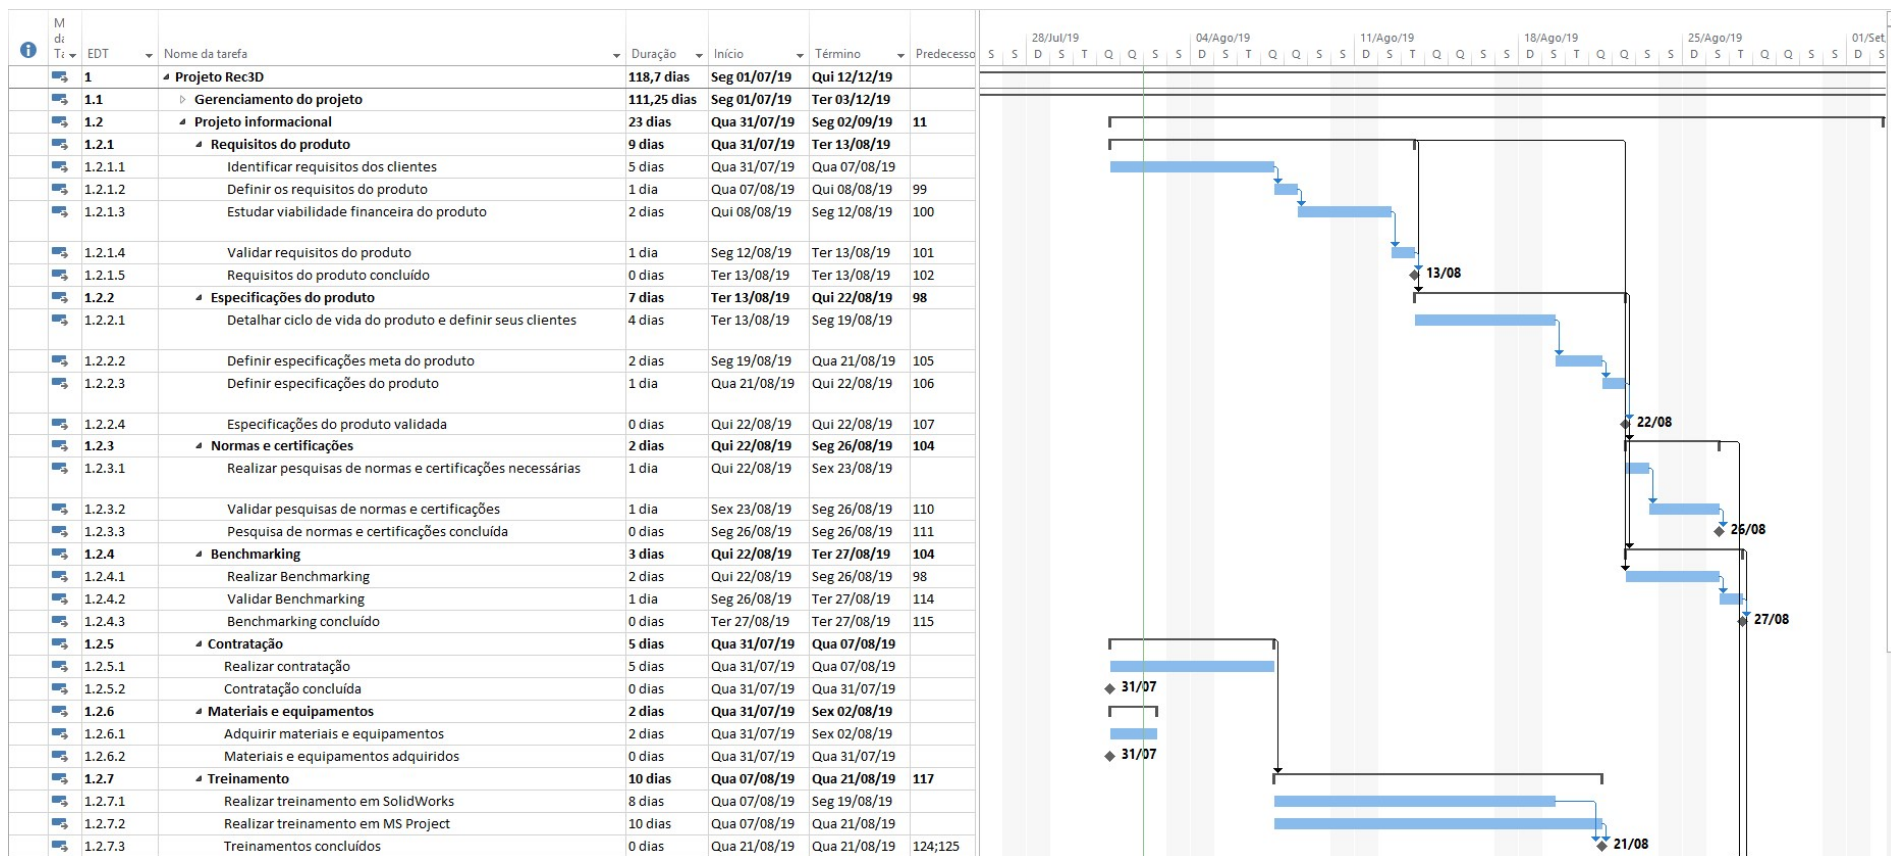 M
da
Ta EDT Nome da tarefa Duração Início Término Predecesso
28/Jul/19 04/Ago/19 11/Ago/19 18/Ago/19 25/Ago/19 01/Set
S S D S T Q Q S S D S T Q Q S S D S T Q Q S S D S T Q Q S S D S T Q Q S S D S
1 Projeto Rec3D 118,7 dias Seg 01/07/19 Qui 12/12/19
1.1 Gerenciamento do projeto 111,25 dias Seg 01/07/19 Ter 03/12/19
1.2 Projeto informacional 23 dias Qua 31/07/19 Seg 02/09/19 11
1.2.1 Requisitos do produto 9 dias Qua 31/07/19 Ter 13/08/19
1.2.1.1 Identificar requisitos dos clientes 5 dias Qua 31/07/19 Qua 07/08/19
1.2.1.2 Definir os requisitos do produto 1 dia Qua 07/08/19 Qui 08/08/19 99
1.2.1.3 Estudar viabilidade financeira do produto 2 dias Qui 08/08/19 Seg 12/08/19 100
1.2.1.4 Validar requisitos do produto 1 dia Seg 12/08/19 Ter 13/08/19 101
1.2.1.5 Requisitos do produto concluído 0 dias Ter 13/08/19 Ter 13/08/19 102 13/08
1.2.2 Especificações do produto 7 dias Ter 13/08/19 Qui 22/08/19 98
1.2.2.1 Detalhar ciclo de vida do produto e definir seus clientes 4 dias Ter 13/08/19 Seg 19/08/19
1.2.2.2 Definir especificações meta do produto 2 dias Seg 19/08/19 Qua 21/08/19 105
1.2.2.3 Definir especificações do produto 1 dia Qua 21/08/19 Qui 22/08/19 106
1.2.2.4 Especificações do produto validada 0 dias Qui 22/08/19 Qui 22/08/19 107 22/08
1.2.3 Normas e certificações 2 dias Qui 22/08/19 Seg 26/08/19 104
1.2.3.1 Realizar pesquisas de normas e certificações necessárias 1 dia Qui 22/08/19 Sex 23/08/19
1.2.3.2 Validar pesquisas de normas e certificações 1 dia Sex 23/08/19 Seg 26/08/19 110
1.2.3.3 Pesquisa de normas e certificações concluída 0 dias Seg 26/08/19 Seg 26/08/19 111 26/08
1.2.4 Benchmarking 3 dias Qui 22/08/19 Ter 27/08/19 104
1.2.4.1 Realizar Benchmarking 2 dias Qui 22/08/19 Seg 26/08/19 98
1.2.4.2 Validar Benchmarking 1 dia Seg 26/08/19 Ter 27/08/19 114
1.2.4.3 Benchmarking concluído 0 dias Ter 27/08/19 Ter 27/08/19 115 27/08
1.2.5 Contratação 5 dias Qua 31/07/19 Qua 07/08/19
1.2.5.1 Realizar contratação 5 dias Qua 31/07/19 Qua 07/08/19
1.2.5.2 Contratação concluída 0 dias Qua 31/07/19 Qua 31/07/19 31/07
1.2.6 Materiais e equipamentos 2 dias Qua 31/07/19 Sex 02/08/19
1.2.6.1 Adquirir materiais e equipamentos 2 dias Qua 31/07/19 Sex 02/08/19
1.2.6.2 Materiais e equipamentos adquiridos 0 dias Qua 31/07/19 Qua 31/07/19 31/07
1.2.7 Treinamento 10 dias Qua 07/08/19 Qua 21/08/19 117
1.2.7.1 Realizar treinamento em SolidWorks 8 dias Qua 07/08/19 Seg 19/08/19
1.2.7.2 Realizar treinamento em MS Project 10 dias Qua 07/08/19 Qua 21/08/19
1.2.7.3 Treinamentos concluídos 0 dias Qua 21/08/19 Qua 21/08/19 124;125 21/08